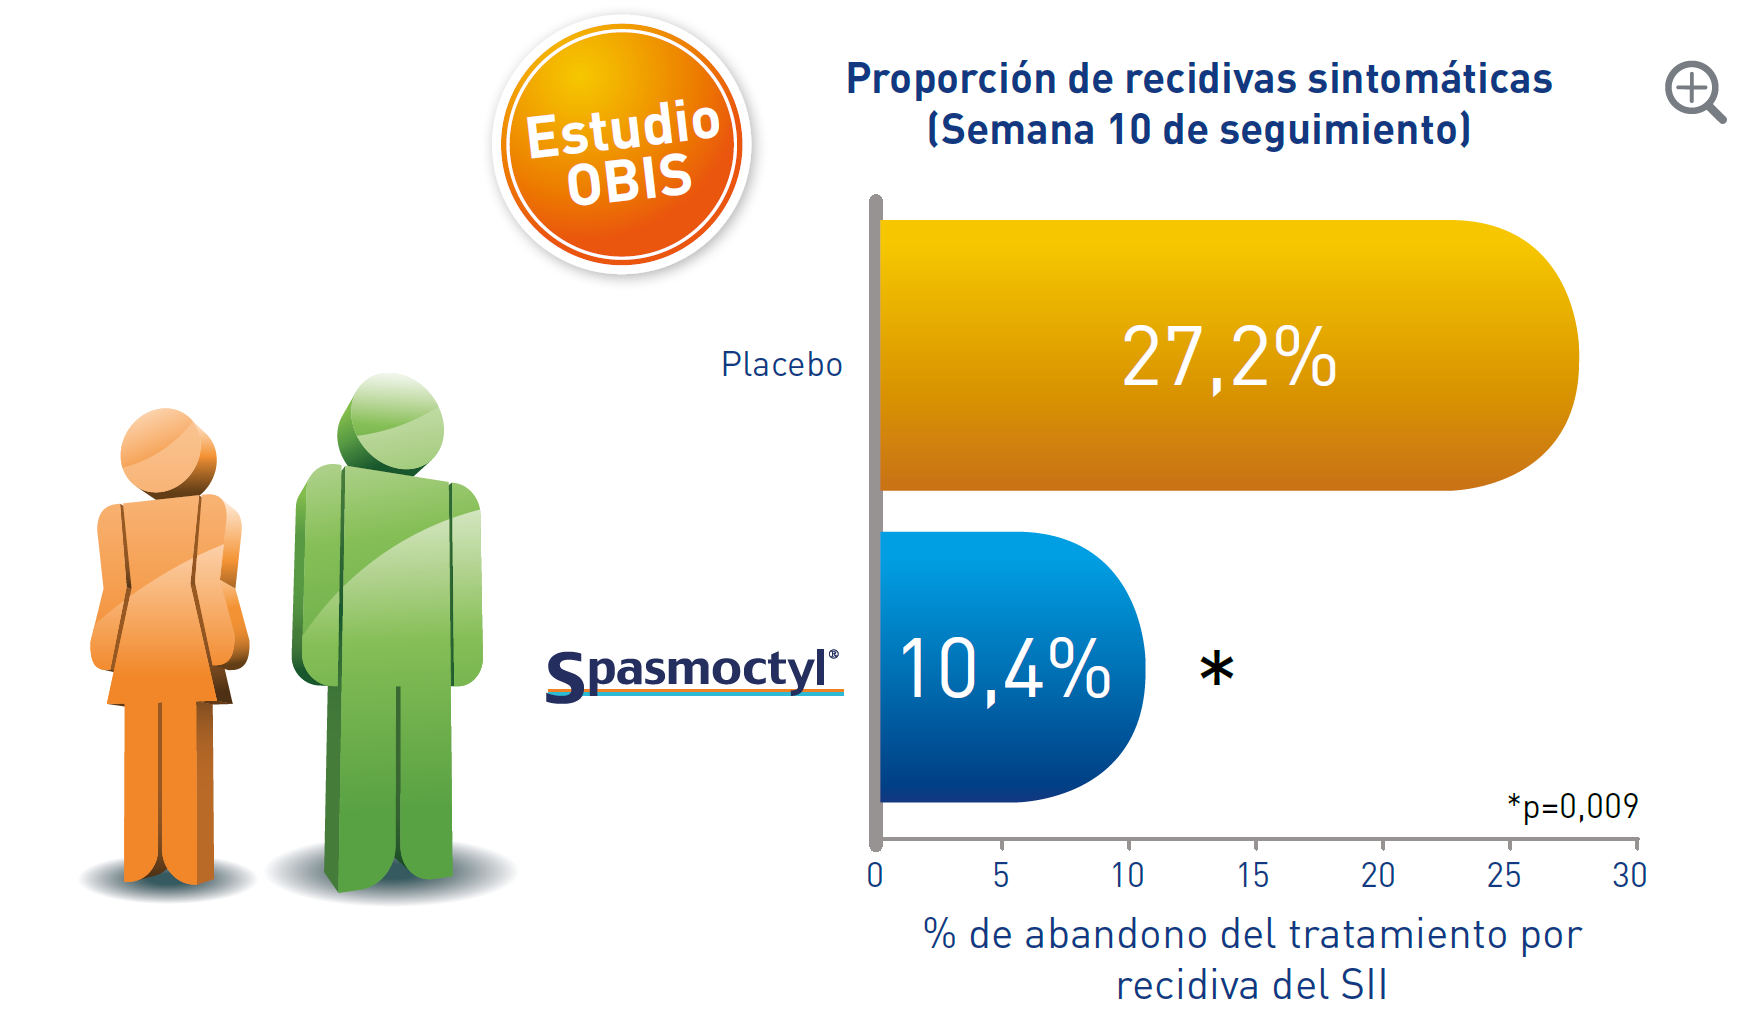 Estudio
OBIS
Proporción de recidivas sintomáticas
(Semana 10 de seguimiento)
Placebo
27,2%
Spasmoctyl®
10,4%
*
*p=0,009
0 5 10 15 20 25 30
% de abandono del tratamiento por
recidiva del SII